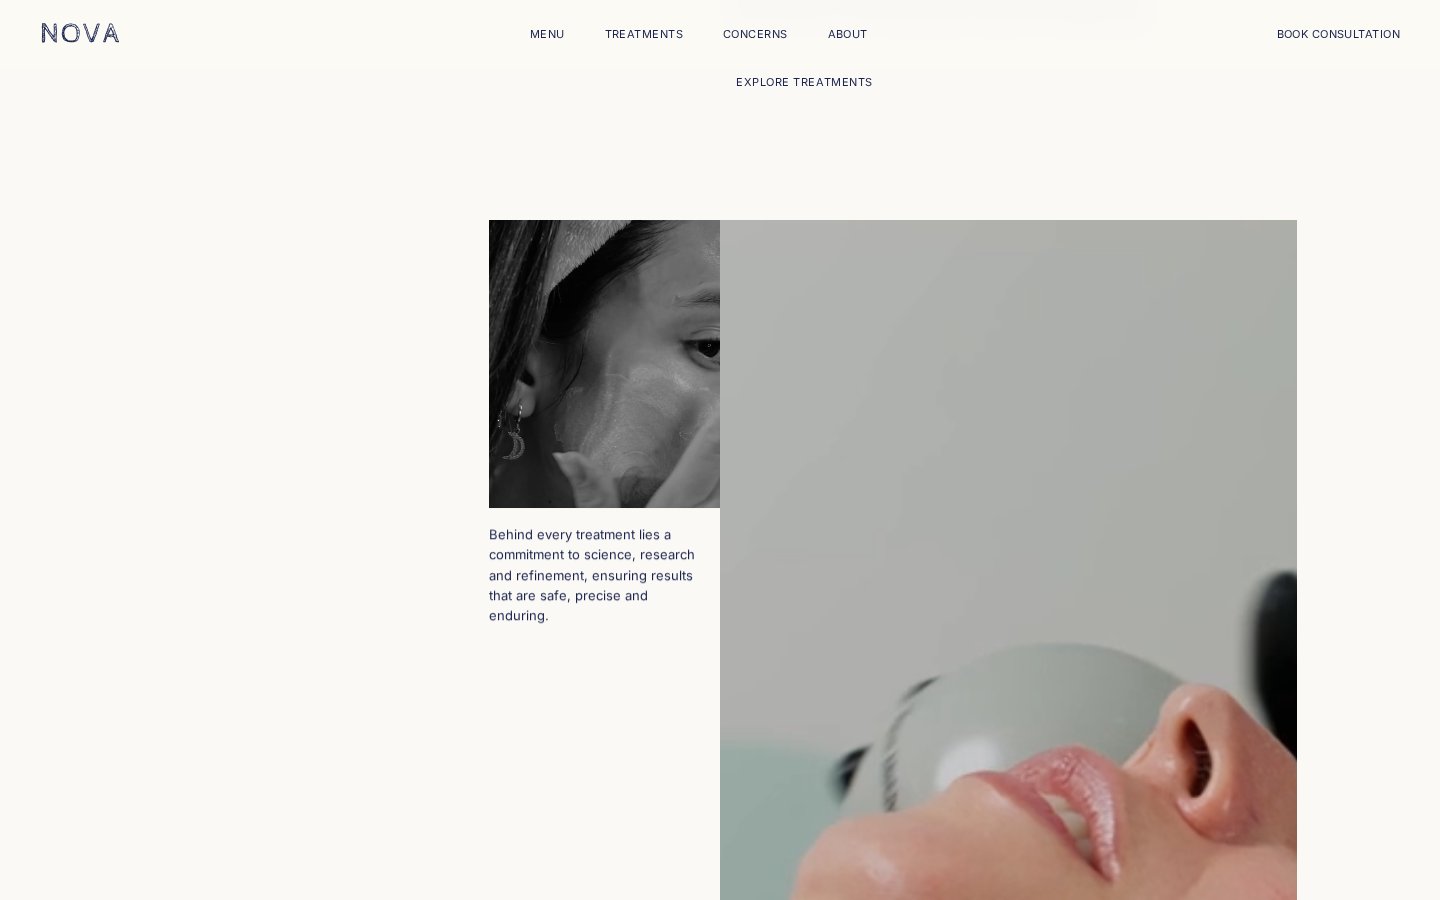 NOVA
MENU
TREATMENTS
CONCERNS
ABOUT
BOOK CONSULTATION
EXPLORE TREATMENTS
Behind every treatment lies a
commitment to science, research
and refinement, ensuring results
that are safe, precise and
enduring.